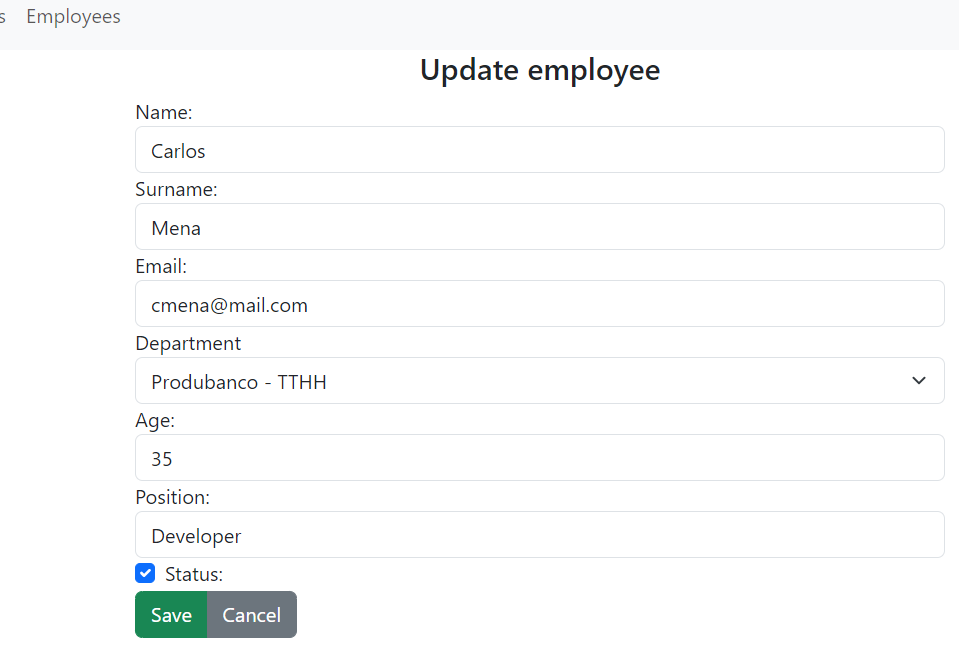 s Employees
Update employee
Name:
Carlos
Surname:
Mena
Email:
cmena@mail.com
Department
Produbanco - TTHH
Age:
35
Position:
Developer
Status:
Save Cancel